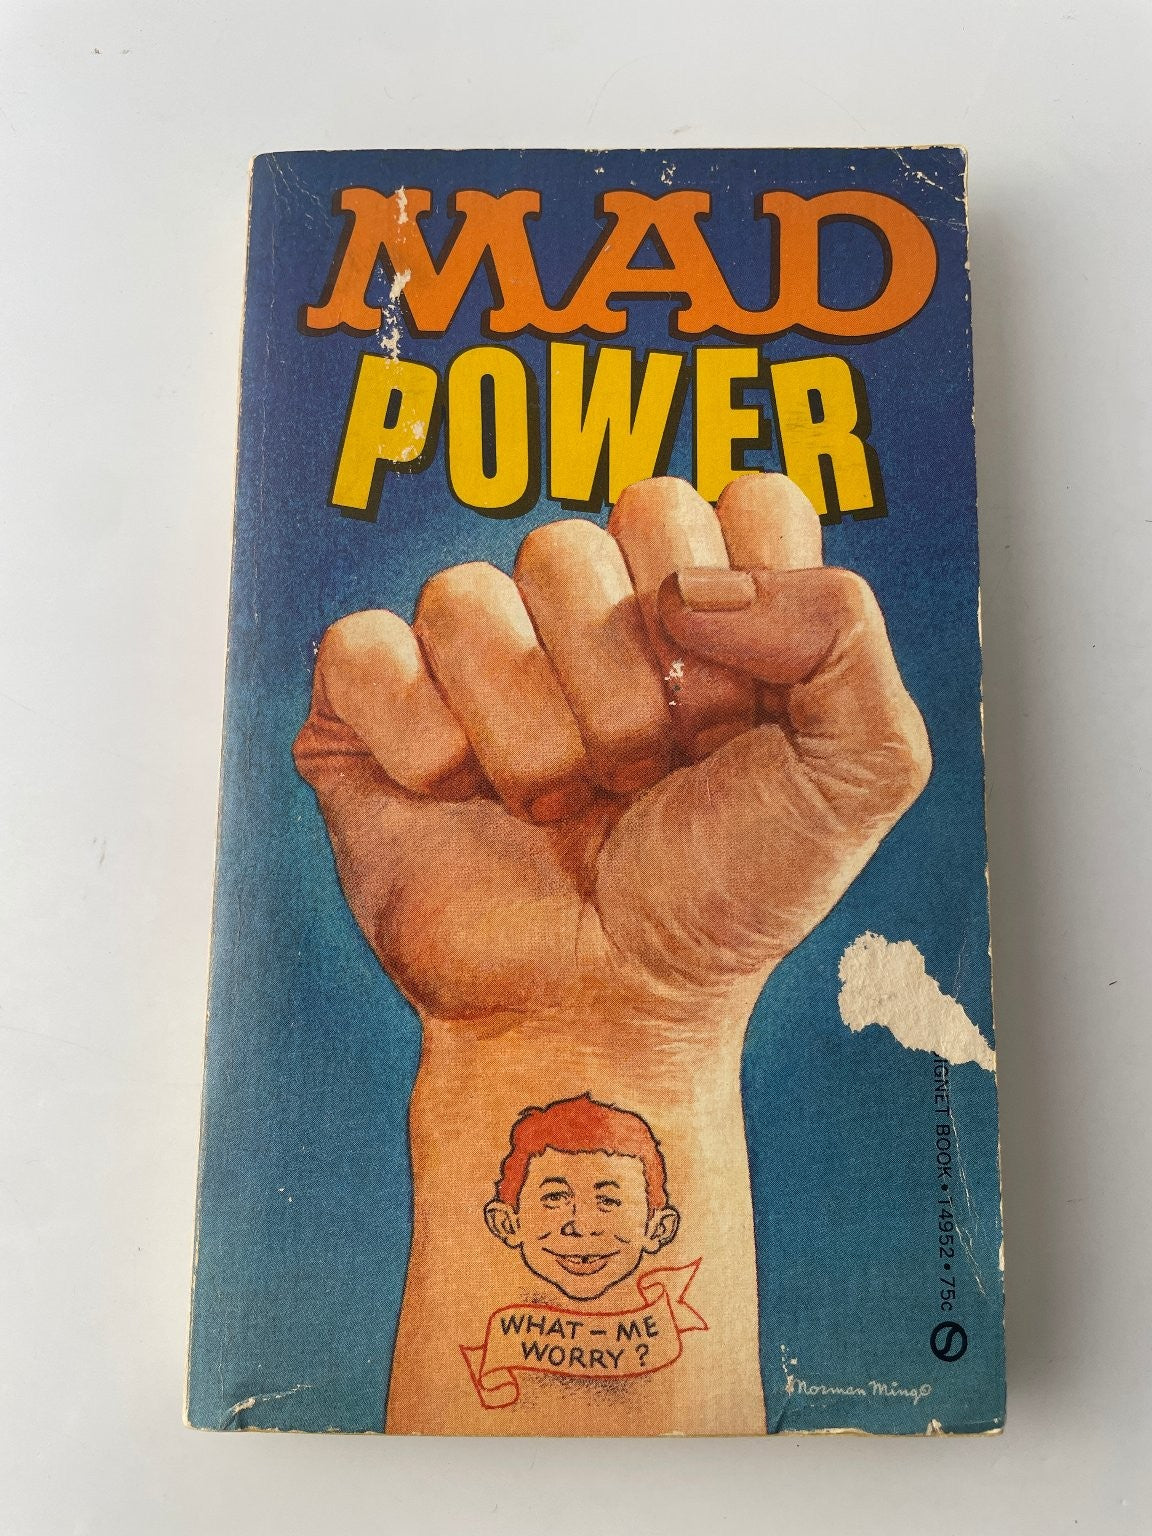 MAD
POWER
WHAT – ME
WORRY?
IGNET BOOK • T4952 • 75c
Norman Mingo